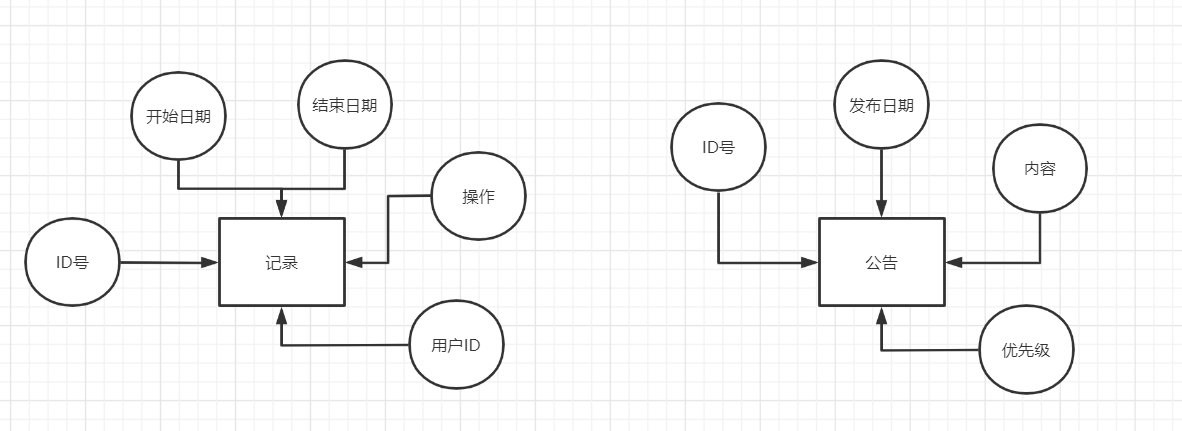 开始日期
结束日期
操作
ID号
记录
用户ID
发布日期
ID号
内容
公告
优先级